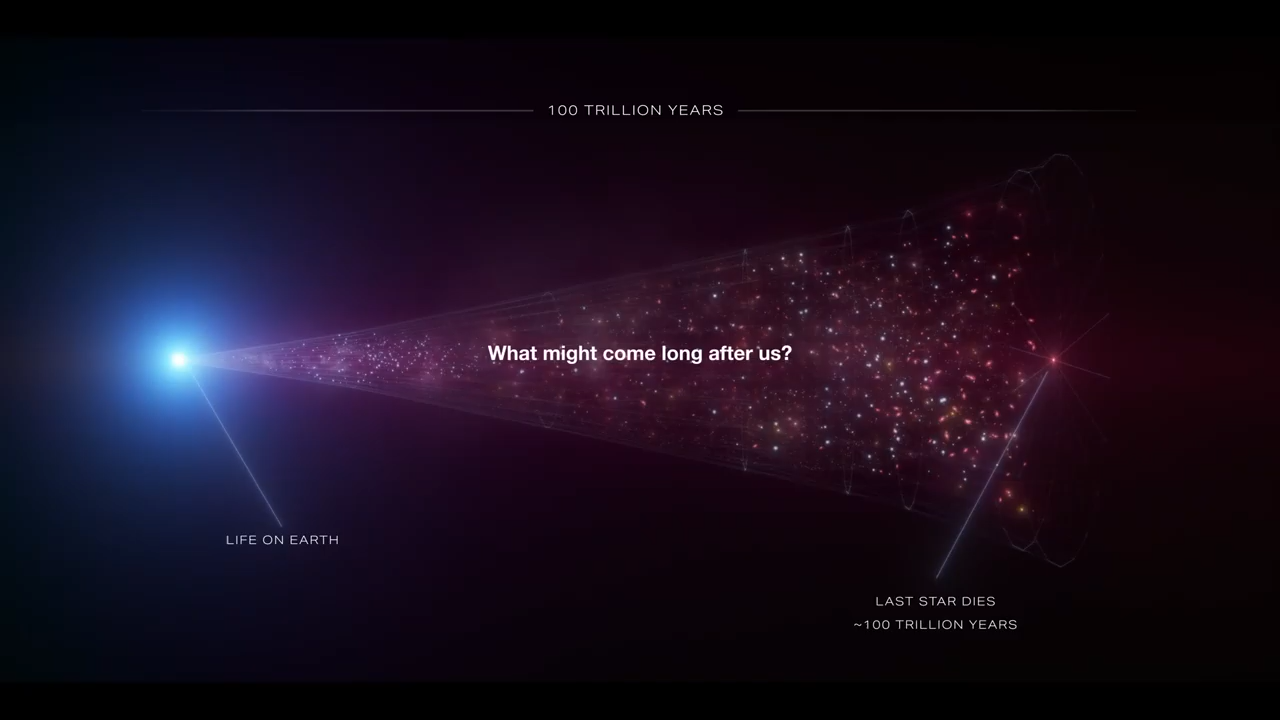 100 TRILLION YEARS
What might come long after us?
LIFE ON EARTH
LAST STAR DIES
~100 TRILLION YEARS